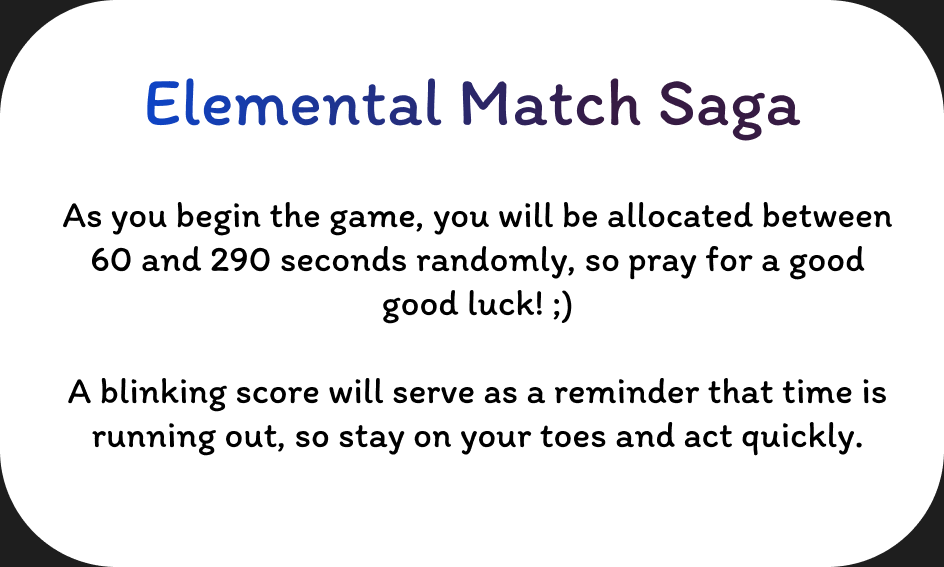 Elemental Match Saga
As you begin the game, you will be allocated between
60 and 290 seconds randomly, so pray for a good
good luck! ;)
A blinking score will serve as a reminder that time is
running out, so stay on your toes and act quickly.